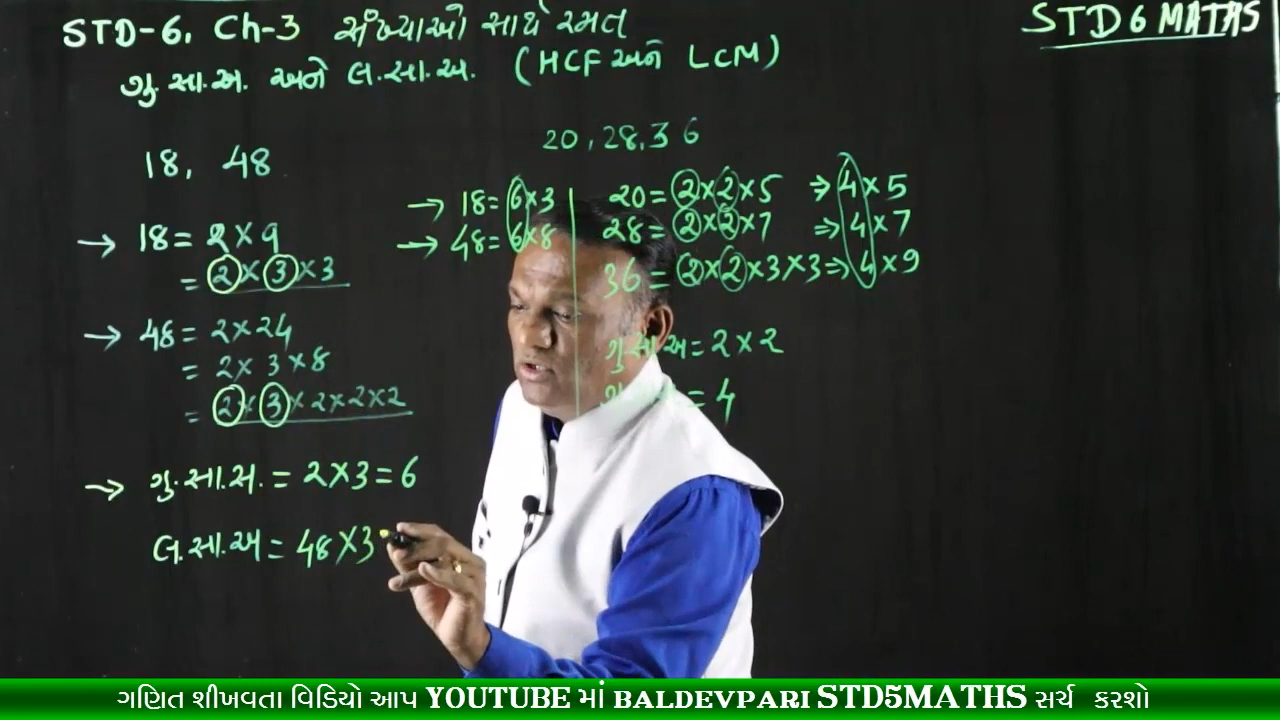 STD-6. Ch-3 સંખ્યાઓ સાથે રમત
ગુ.સા.અ. અને લ.સા.અ. (HCF અને LCM)
STD 6 MATHS
18, 48
→ 18 = 2 × 9
= 2 × 3 × 3
→ 48 = 2 × 24
= 2 × 3 × 8
= 2 × 3 × 2 × 2 × 2
→ ગુ.સા.અ. = 2 × 3 = 6
લ.સા.અ = 48 × 3
→ 18 = 6 × 3
→ 48 = 6 × 8
20, 28, 36
20 = 2 × 2 × 5 ⇒ 4 × 5
28 = 2 × 2 × 7 ⇒ 4 × 7
36 = 2 × 2 × 3 × 3 ⇒ 4 × 9
ગુ.સા.અ = 2 × 2
= 4
ગણિત શીખવતા વિડિયો આપ YOUTUBE માં BALDEVPARI STD5MATHS સર્ચ કરશો